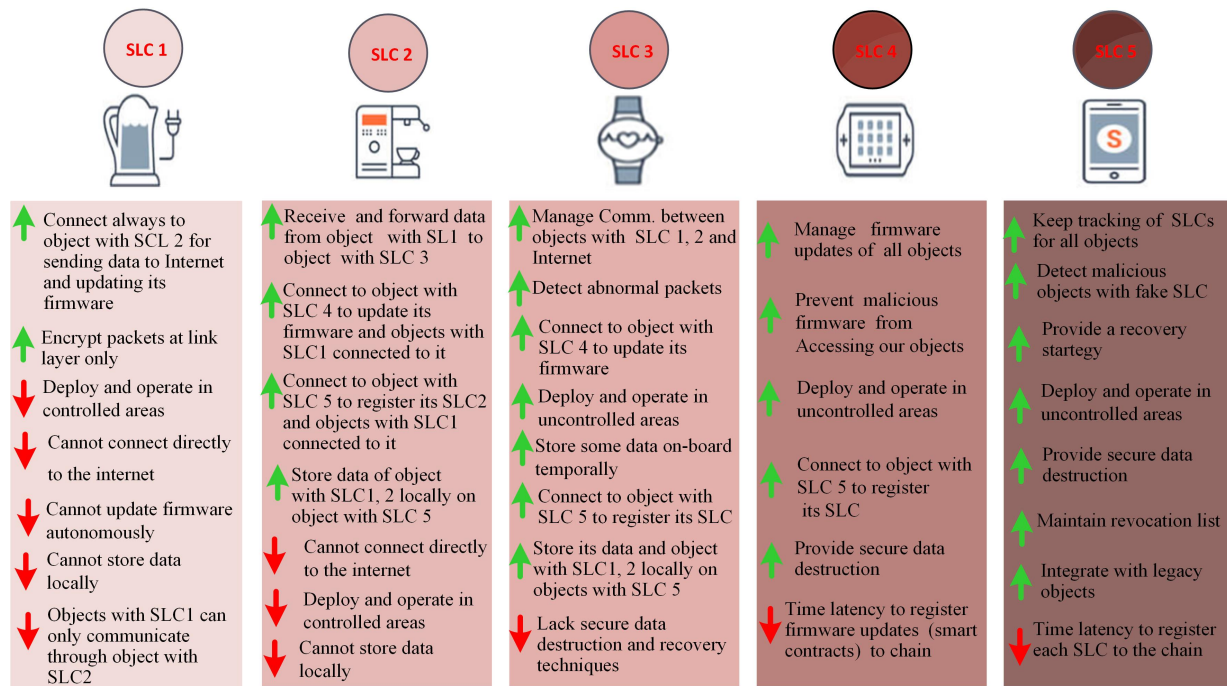 SLC 1
SLC 2
SLC 3
SLC 4
SLC 5
S
Connect always to
object with SCL 2 for
sending data to Internet
and updating its
firmware
Encrypt packets at link
layer only
Deploy and operate in
controlled areas
Cannot connect directly
to the internet
Cannot update firmware
autonomously
Cannot store data
locally
Objects with SLC1 can
only communicate
through object with
SLC2
Receive and forward data
from object with SL1 to
object with SLC 3
Connect to object with
SLC 4 to update its
firmware and objects with
SLC1 connected to it
Connect to object with
SLC 5 to register its SLC2
and objects with SLC1
connected to it
Store data of object
with SLC1, 2 locally on
object with SLC 5
Cannot connect directly
to the internet
Deploy and operate in
controlled areas
Cannot store data
locally
Manage Comm. between
objects with SLC 1, 2 and
Internet
Detect abnormal packets
Connect to object with
SLC 4 to update its
firmware
Deploy and operate in
uncontrolled areas
Store some data on-board
temporally
Connect to object with
SLC 5 to register its SLC
Store its data and object
with SLC1, 2 locally on
objects with SLC 5
Lack secure data
destruction and recovery
techniques
Manage firmware
updates of all objects
Prevent malicious
firmware from
Accessing our objects
Deploy and operate in
uncontrolled areas
Connect to object with
SLC 5 to register
its SLC
Provide secure data
destruction
Time latency to register
firmware updates (smart
contracts) to chain
Keep tracking of SLCs
for all objects
Detect malicious
objects with fake SLC
Provide a recovery
startegy
Deploy and operate in
uncontrolled areas
Provide secure data
destruction
Maintain revocation list
Integrate with legacy
objects
Time latency to register
each SLC to the chain